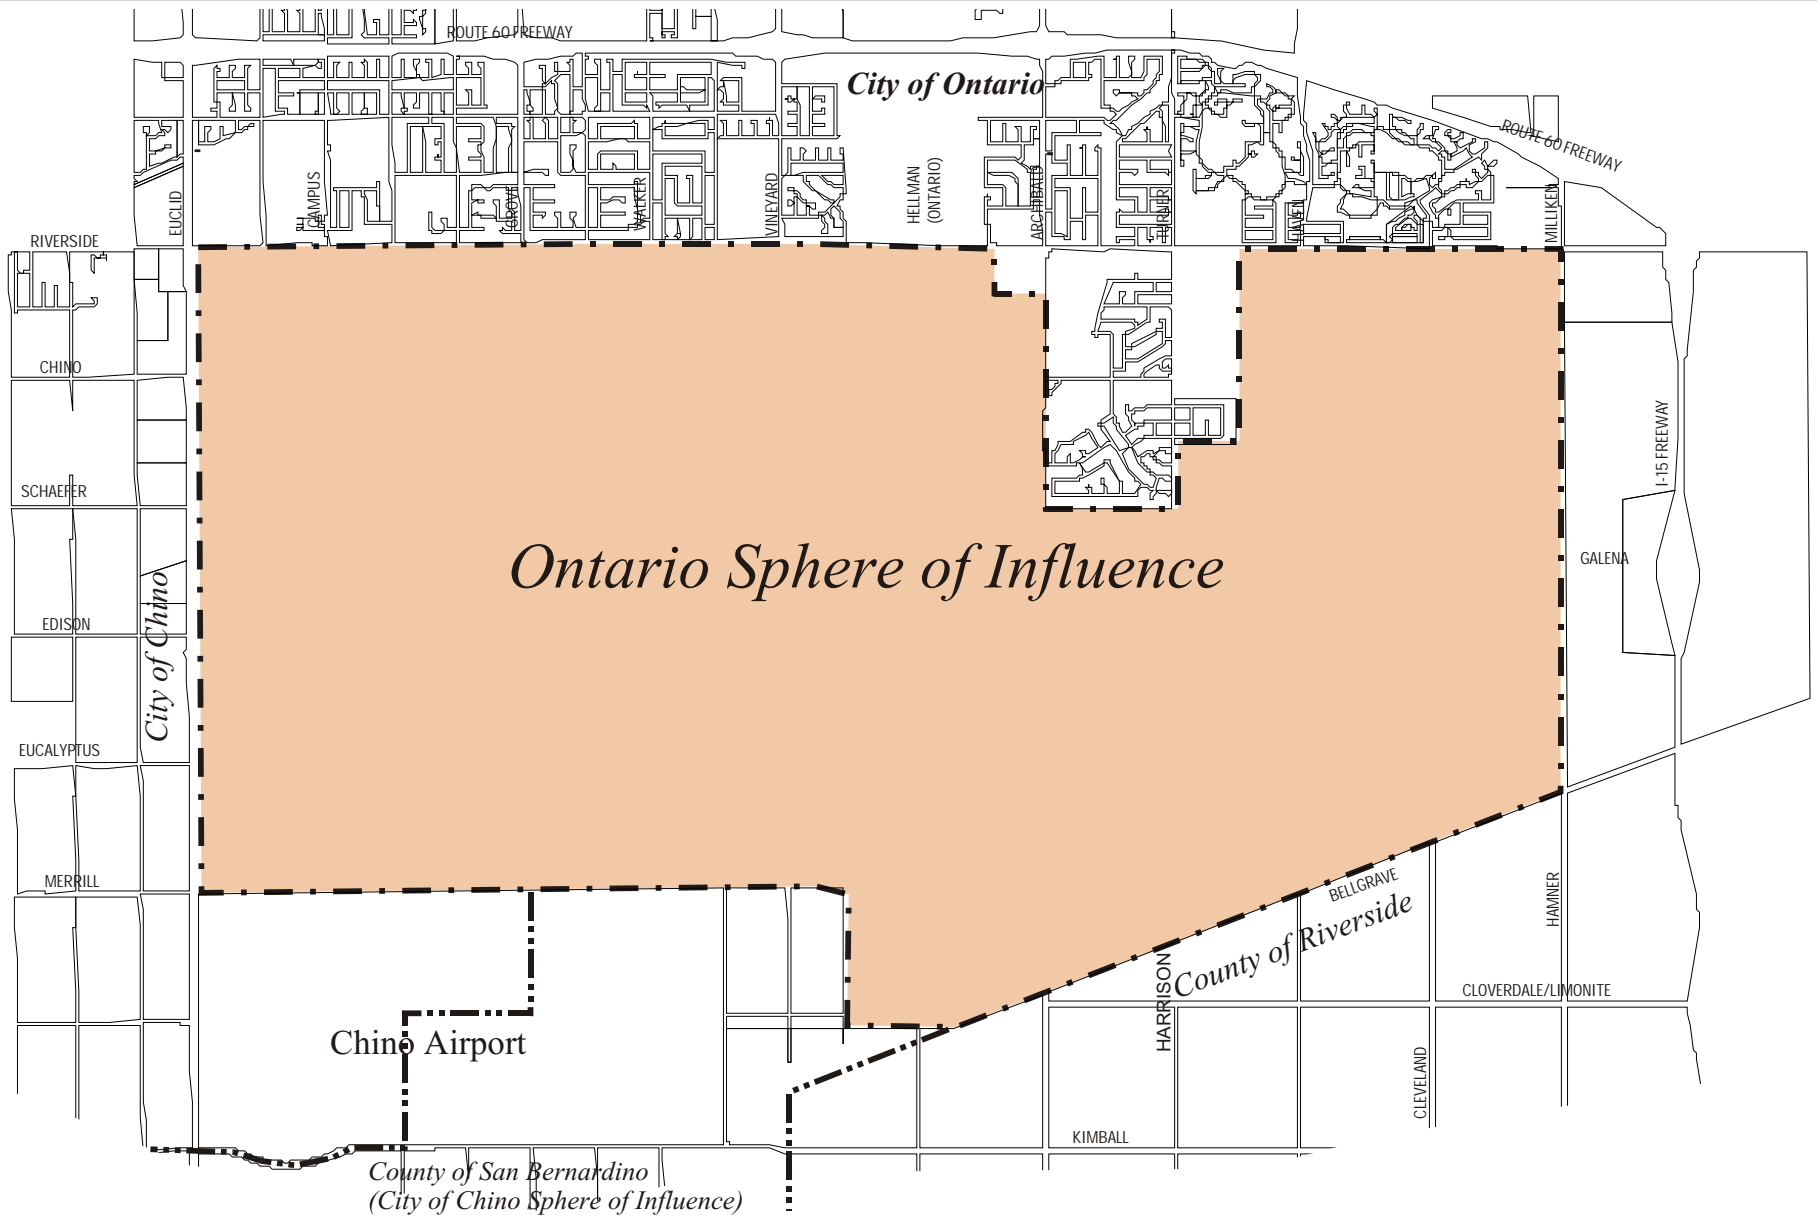 ROUTE 60 FREEWAY
City of Ontario
ROUTE 60 FREEWAY
EUCLID
CAMPUS
GROVE
WALKER
VINEYARD
HELLMAN
(ONTARIO)
ARCHIBALD
TURNER
HAVEN
MILLIKEN
RIVERSIDE
CHINO
SCHAEFER
I-15 FREEWAY
Ontario Sphere of Influence
GALENA
EDISON
City of Chino
EUCALYPTUS
MERRILL
BELLGRAVE
County of Riverside
HAMNER
HARRISON
CLOVERDALE/LIMONITE
Chino Airport
CLEVELAND
KIMBALL
County of San Bernardino
(City of Chino Sphere of Influence)